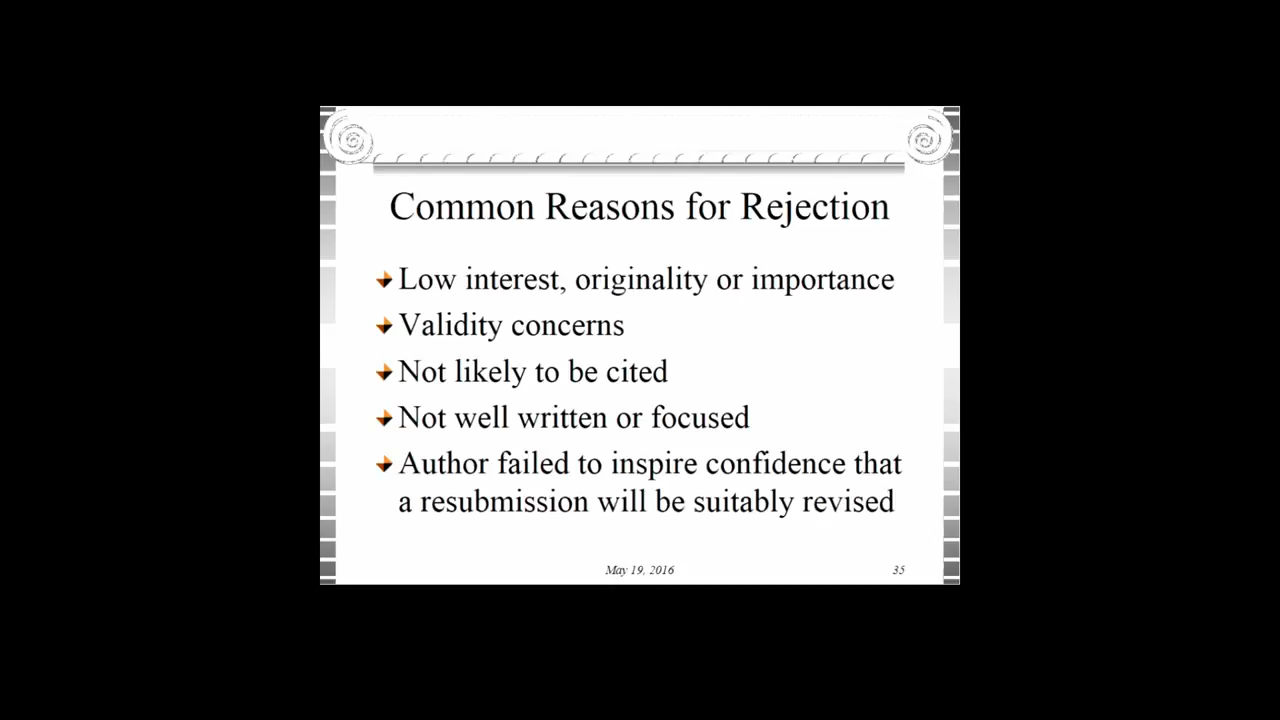 Common Reasons for Rejection
Low interest, originality or importance
Validity concerns
Not likely to be cited
Not well written or focused
Author failed to inspire confidence that
a resubmission will be suitably revised
May 19, 2016
35